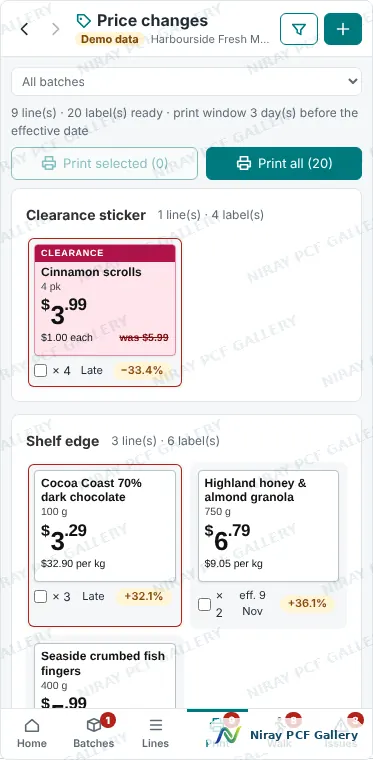 Price changes
Demo data Harbourside Fresh M...
All batches
9 line(s) · 20 label(s) ready · print window 3 day(s) before the
effective date
Print selected (0)
Print all (20)
Clearance sticker 1 line(s) · 4 label(s)
CLEARANCE
Cinnamon scrolls
4 pk
$3.99
$1.00 each was $5.99
× 4 Late −33.4%
Shelf edge 3 line(s) · 6 label(s)
Cocoa Coast 70%
dark chocolate
100 g
$3.29
$32.90 per kg
× 3 Late +32.1%
Highland honey &
almond granola
750 g
$6.79
$9.05 per kg
× 2 eff. 9 Nov +36.1%
Seaside crumbed fish
fingers
400 g
.99
1
Home Batches Lines Print Walk Issues
Niray PCF Gallery
NIRAY PCF GALLERY